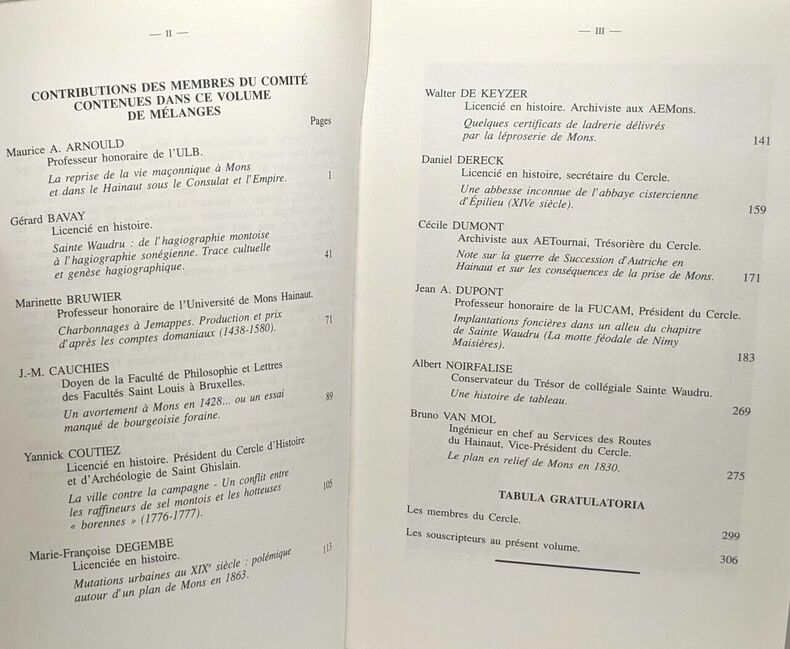 — II —
CONTRIBUTIONS DES MEMBRES DU COMITÉ
CONTENUES DANS CE VOLUME
DE MÉLANGES
Pages
Maurice A. ARNOULD
Professeur honoraire de l'ULB.
La reprise de la vie maçonnique à Mons
et dans le Hainaut sous le Consulat et l'Empire. 1
Gérard BAVAY
Licencié en histoire.
Sainte Waudru : de l'hagiographie montoise
à l'hagiographie sonégienne. Trace cultuelle
et genèse hagiographique. 41
Marinette BRUWIER
Professeur honoraire de l'Université de Mons Hainaut.
Charbonnages à Jemappes. Production et prix
d'après les comptes domaniaux (1438-1580). 71
J.-M. CAUCHIES
Doyen de la Faculté de Philosophie et Lettres
des Facultés Saint Louis à Bruxelles.
Un avortement à Mons en 1428... ou un essai
manqué de bourgeoisie foraine. 89
Yannick COUTIEZ
Licencié en histoire. Président du Cercle d'Histoire
et d'Archéologie de Saint Ghislain.
La ville contre la campagne - Un conflit entre
les raffineurs de sel montois et les hotteuses
« borennes » (1776-1777). 105
Marie-Françoise DEGEMBE
Licenciée en histoire.
Mutations urbaines au XIXe siècle : polémique
autour d'un plan de Mons en 1863. 113
— III —
Walter DE KEYZER
Licencié en histoire. Archiviste aux AEMons.
Quelques certificats de ladrerie délivrés
par la léproserie de Mons. 141
Daniel DERECK
Licencié en histoire, secrétaire du Cercle.
Une abbesse inconnue de l'abbaye cistercienne
d'Épilieu (XIVe siècle). 159
Cécile DUMONT
Archiviste aux AETournai, Trésorière du Cercle.
Note sur la guerre de Succession d'Autriche en
Hainaut et sur les conséquences de la prise de Mons. 171
Jean A. DUPONT
Professeur honoraire de la FUCAM, Président du Cercle.
Implantations foncières dans un alleu du chapitre
de Sainte Waudru (La motte féodale de Nimy
Maisières). 183
Albert NOIRFALISE
Conservateur du Trésor de collégiale Sainte Waudru.
Une histoire de tableau. 269
Bruno VAN MOL
Ingénieur en chef au Services des Routes
du Hainaut, Vice-Président du Cercle.
Le plan en relief de Mons en 1830. 275
TABULA GRATULATORIA
Les membres du Cercle. 299
Les souscripteurs au présent volume. 306